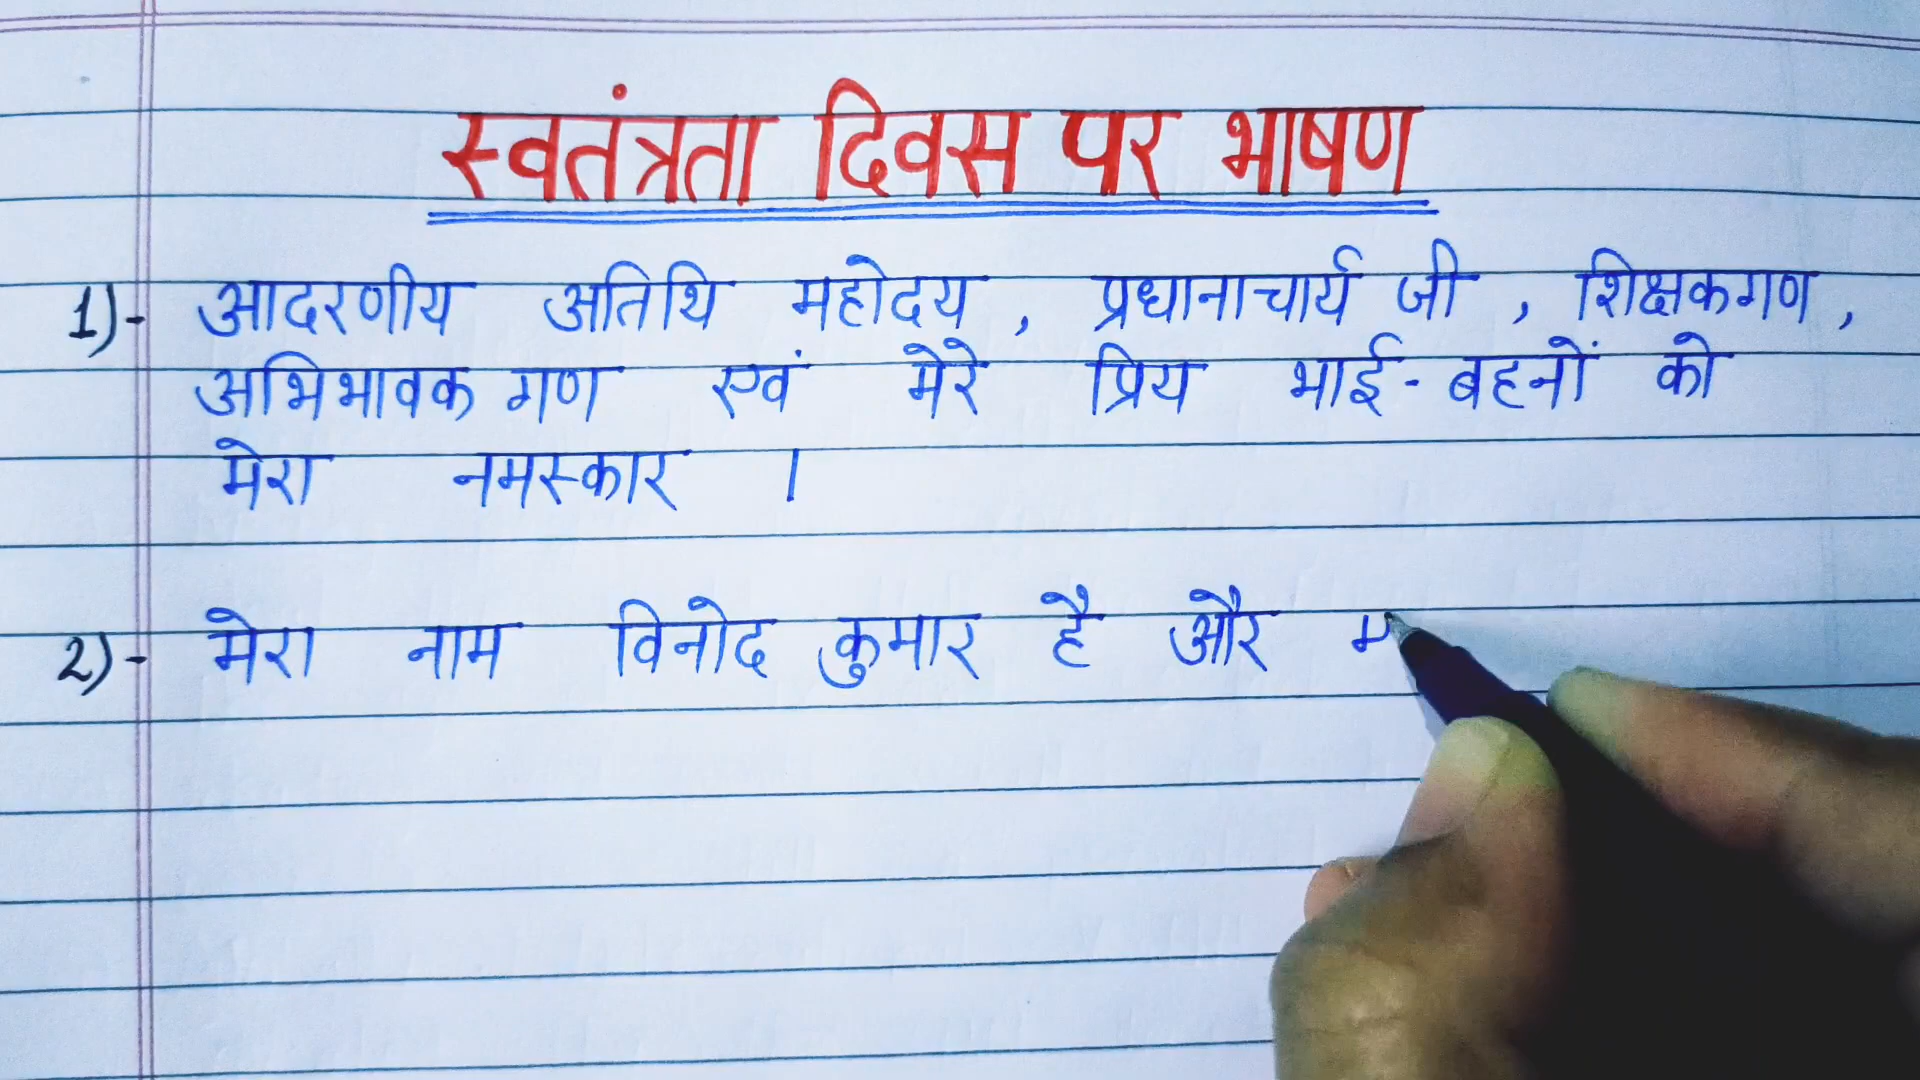 स्वतंत्रता दिवस पर भाषण
1)- आदरणीय अतिथि महोदय , प्रधानाचार्य जी , शिक्षकगण ,
अभिभावक गण एवं मेरे प्रिय भाई - बहनों को
मेरा नमस्कार ।
2)- मेरा नाम विनोद कुमार है और म